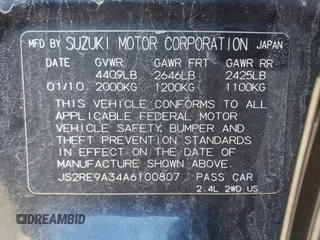 MFD BY SUZUKI MOTOR CORPORATION JAPAN
DATE GVWR GAWR FRT GAWR RR
4409LB 2646LB 2425LB
01/10 2000KG 1200KG 1100KG
THIS VEHICLE CONFORMS TO ALL
APPLICABLE FEDERAL MOTOR
VEHICLE SAFETY, BUMPER AND
THEFT PREVENTION STANDARDS
IN EFFECT ON THE DATE OF
MANUFACTURE SHOWN ABOVE.
JS2RE9A34A6100807 PASS CAR
2.4L 2WD US
DREAMBID